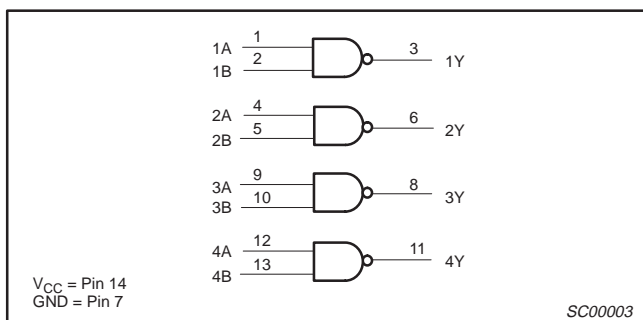 1A 1 3 1Y
1B 2
2A 4 6 2Y
2B 5
3A 9 8 3Y
3B 10
4A 12 11 4Y
4B 13
VCC = Pin 14
GND = Pin 7
SC00003